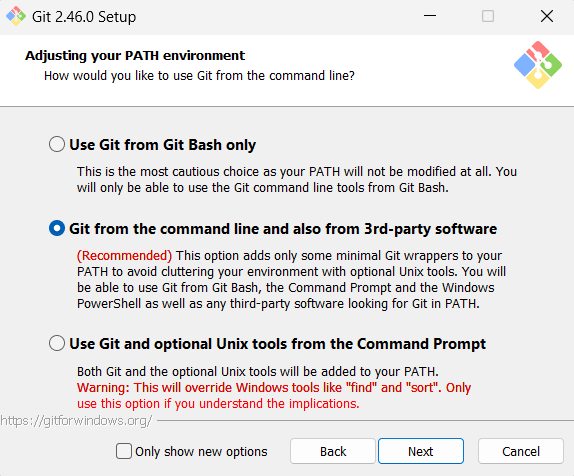 Git 2.46.0 Setup
Adjusting your PATH environment
How would you like to use Git from the command line?
Use Git from Git Bash only
This is the most cautious choice as your PATH will not be modified at all. You
will only be able to use the Git command line tools from Git Bash.
Git from the command line and also from 3rd-party software
(Recommended) This option adds only some minimal Git wrappers to your
PATH to avoid cluttering your environment with optional Unix tools. You will
be able to use Git from Git Bash, the Command Prompt and the Windows
PowerShell as well as any third-party software looking for Git in PATH.
Use Git and optional Unix tools from the Command Prompt
Both Git and the optional Unix tools will be added to your PATH.
Warning: This will override Windows tools like "find" and "sort". Only
use this option if you understand the implications.
https://gitforwindows.org/
Only show new options
Back
Next
Cancel